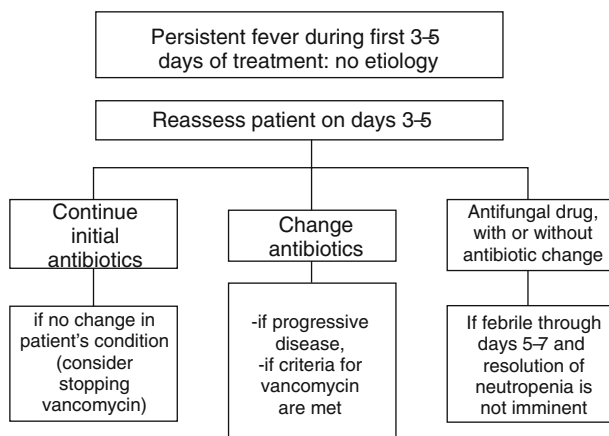 Persistent fever during first 3–5
days of treatment: no etiology
Reassess patient on days 3–5
Continue
initial
antibiotics
Change
antibiotics
Antifungal drug,
with or without
antibiotic change
if no change in
patient's condition
(consider
stopping
vancomycin)
-if progressive
disease,
-if criteria for
vancomycin
are met
If febrile through
days 5–7 and
resolution of
neutropenia is
not imminent